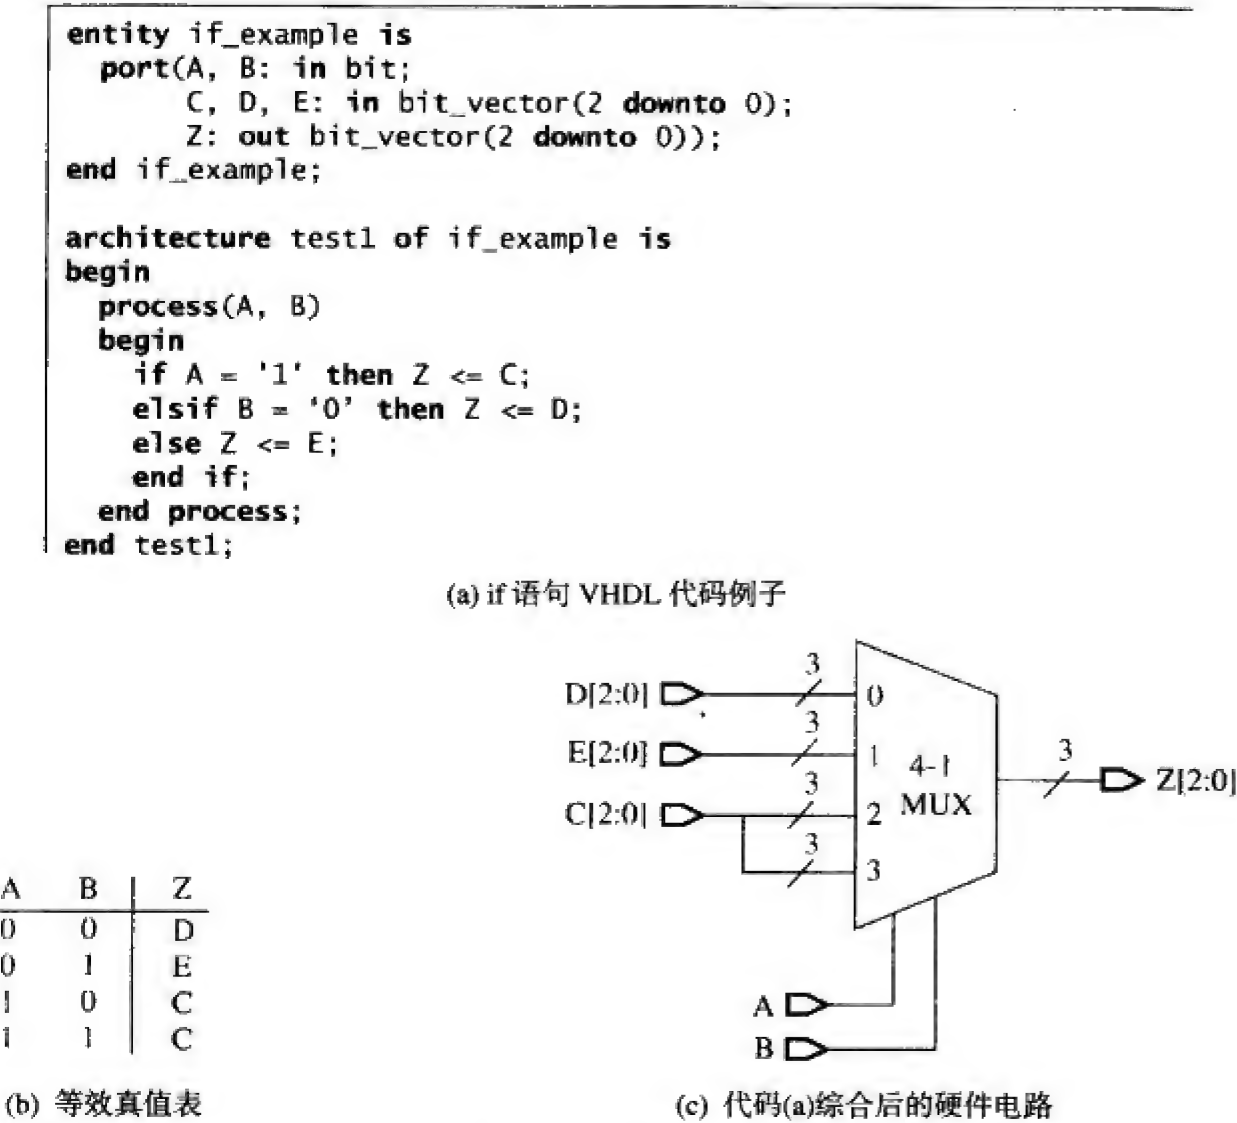 entity if_example is
port(A, B: in bit;
C, D, E: in bit_vector(2 downto 0);
Z: out bit_vector(2 downto 0));
end if_example;
architecture test1 of if_example is
begin
process(A, B)
begin
if A = '1' then Z <= C;
elsif B = '0' then Z <= D;
else Z <= E;
end if;
end process;
end test1;
(a) if 语句 VHDL 代码例子
A B Z
0 0 D
0 1 E
1 0 C
1 1 C
(b) 等效真值表
D[2:0] 3 0
E[2:0] 3 1
C[2:0] 3 2
3 3
4-1
MUX
3 Z[2:0]
A
B
(c) 代码(a)综合后的硬件电路